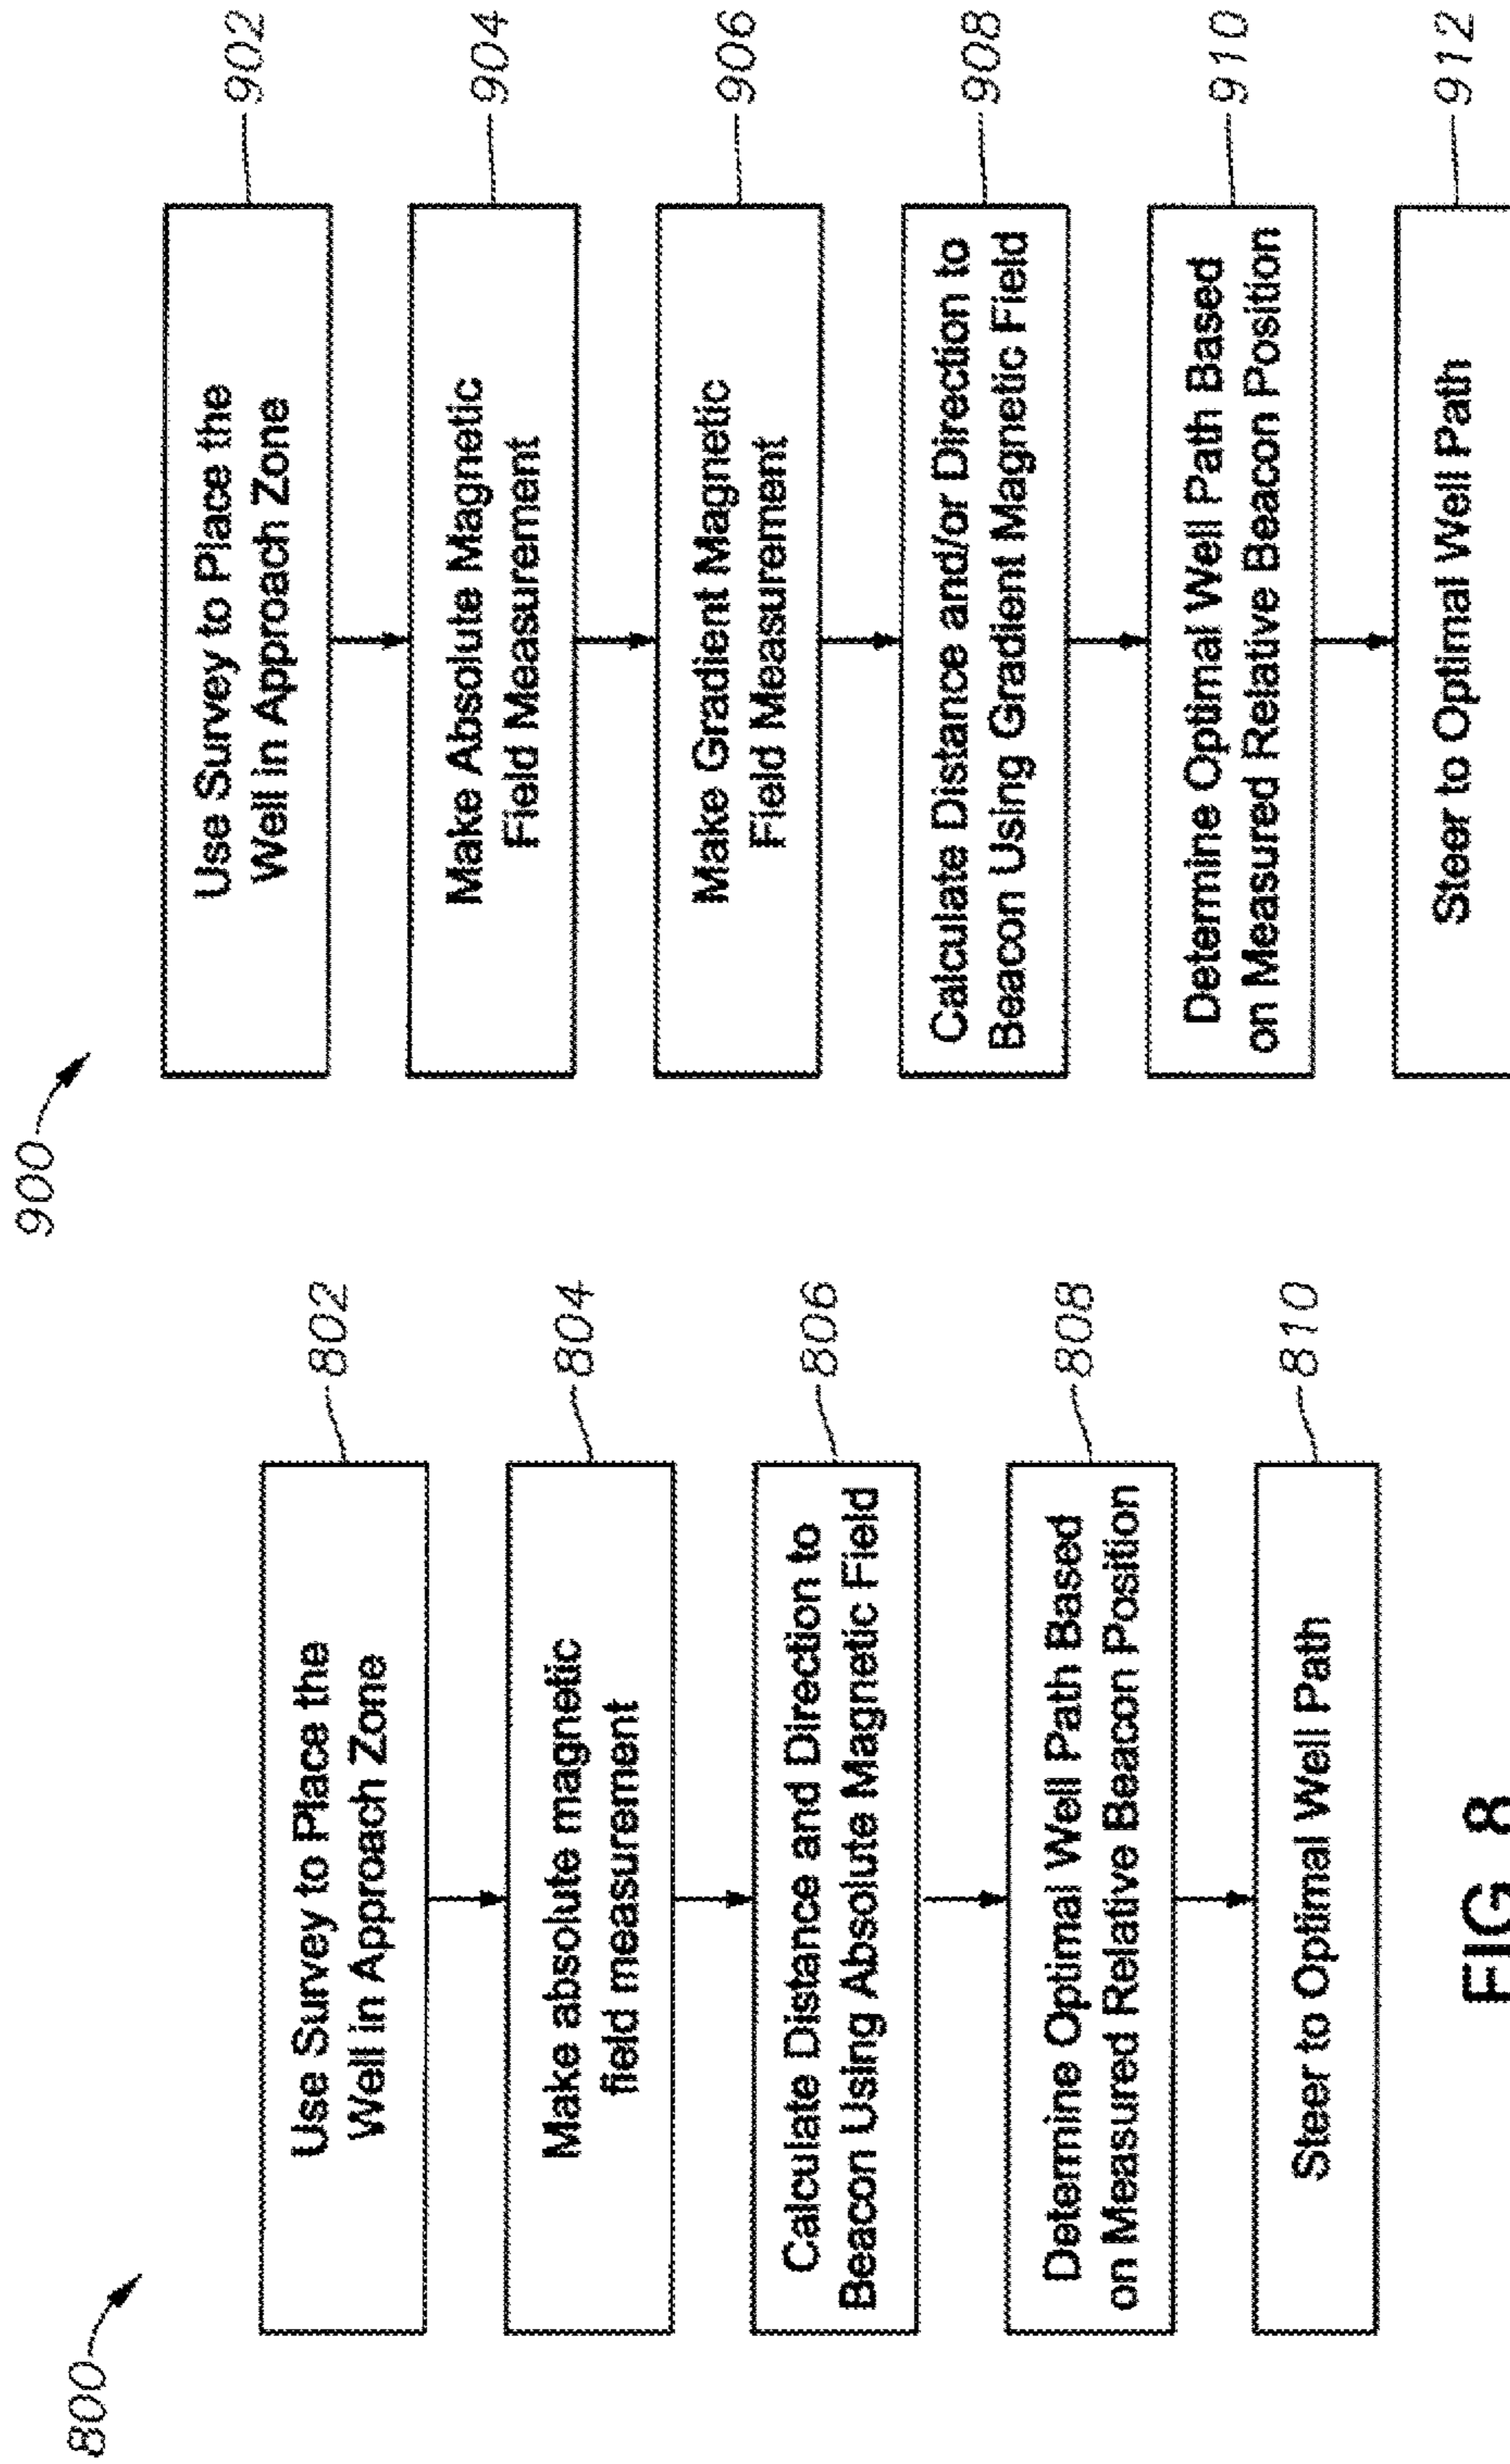 800
Use Survey to Place the
Well in Approach Zone
802
Make absolute magnetic
field measurement
804
Calculate Distance and Direction to
Beacon Using Absolute Magnetic Field
806
Determine Optimal Well Path Based
on Measured Relative Beacon Position
808
Steer to Optimal Well Path
810
FIG. 8
900
Use Survey to Place the
Well in Approach Zone
902
Make Absolute Magnetic
Field Measurement
904
Make Gradient Magnetic
Field Measurement
906
Calculate Distance and/or Direction to
Beacon Using Gradient Magnetic Field
908
Determine Optimal Well Path Based
on Measured Relative Beacon Position
910
Steer to Optimal Well Path
912